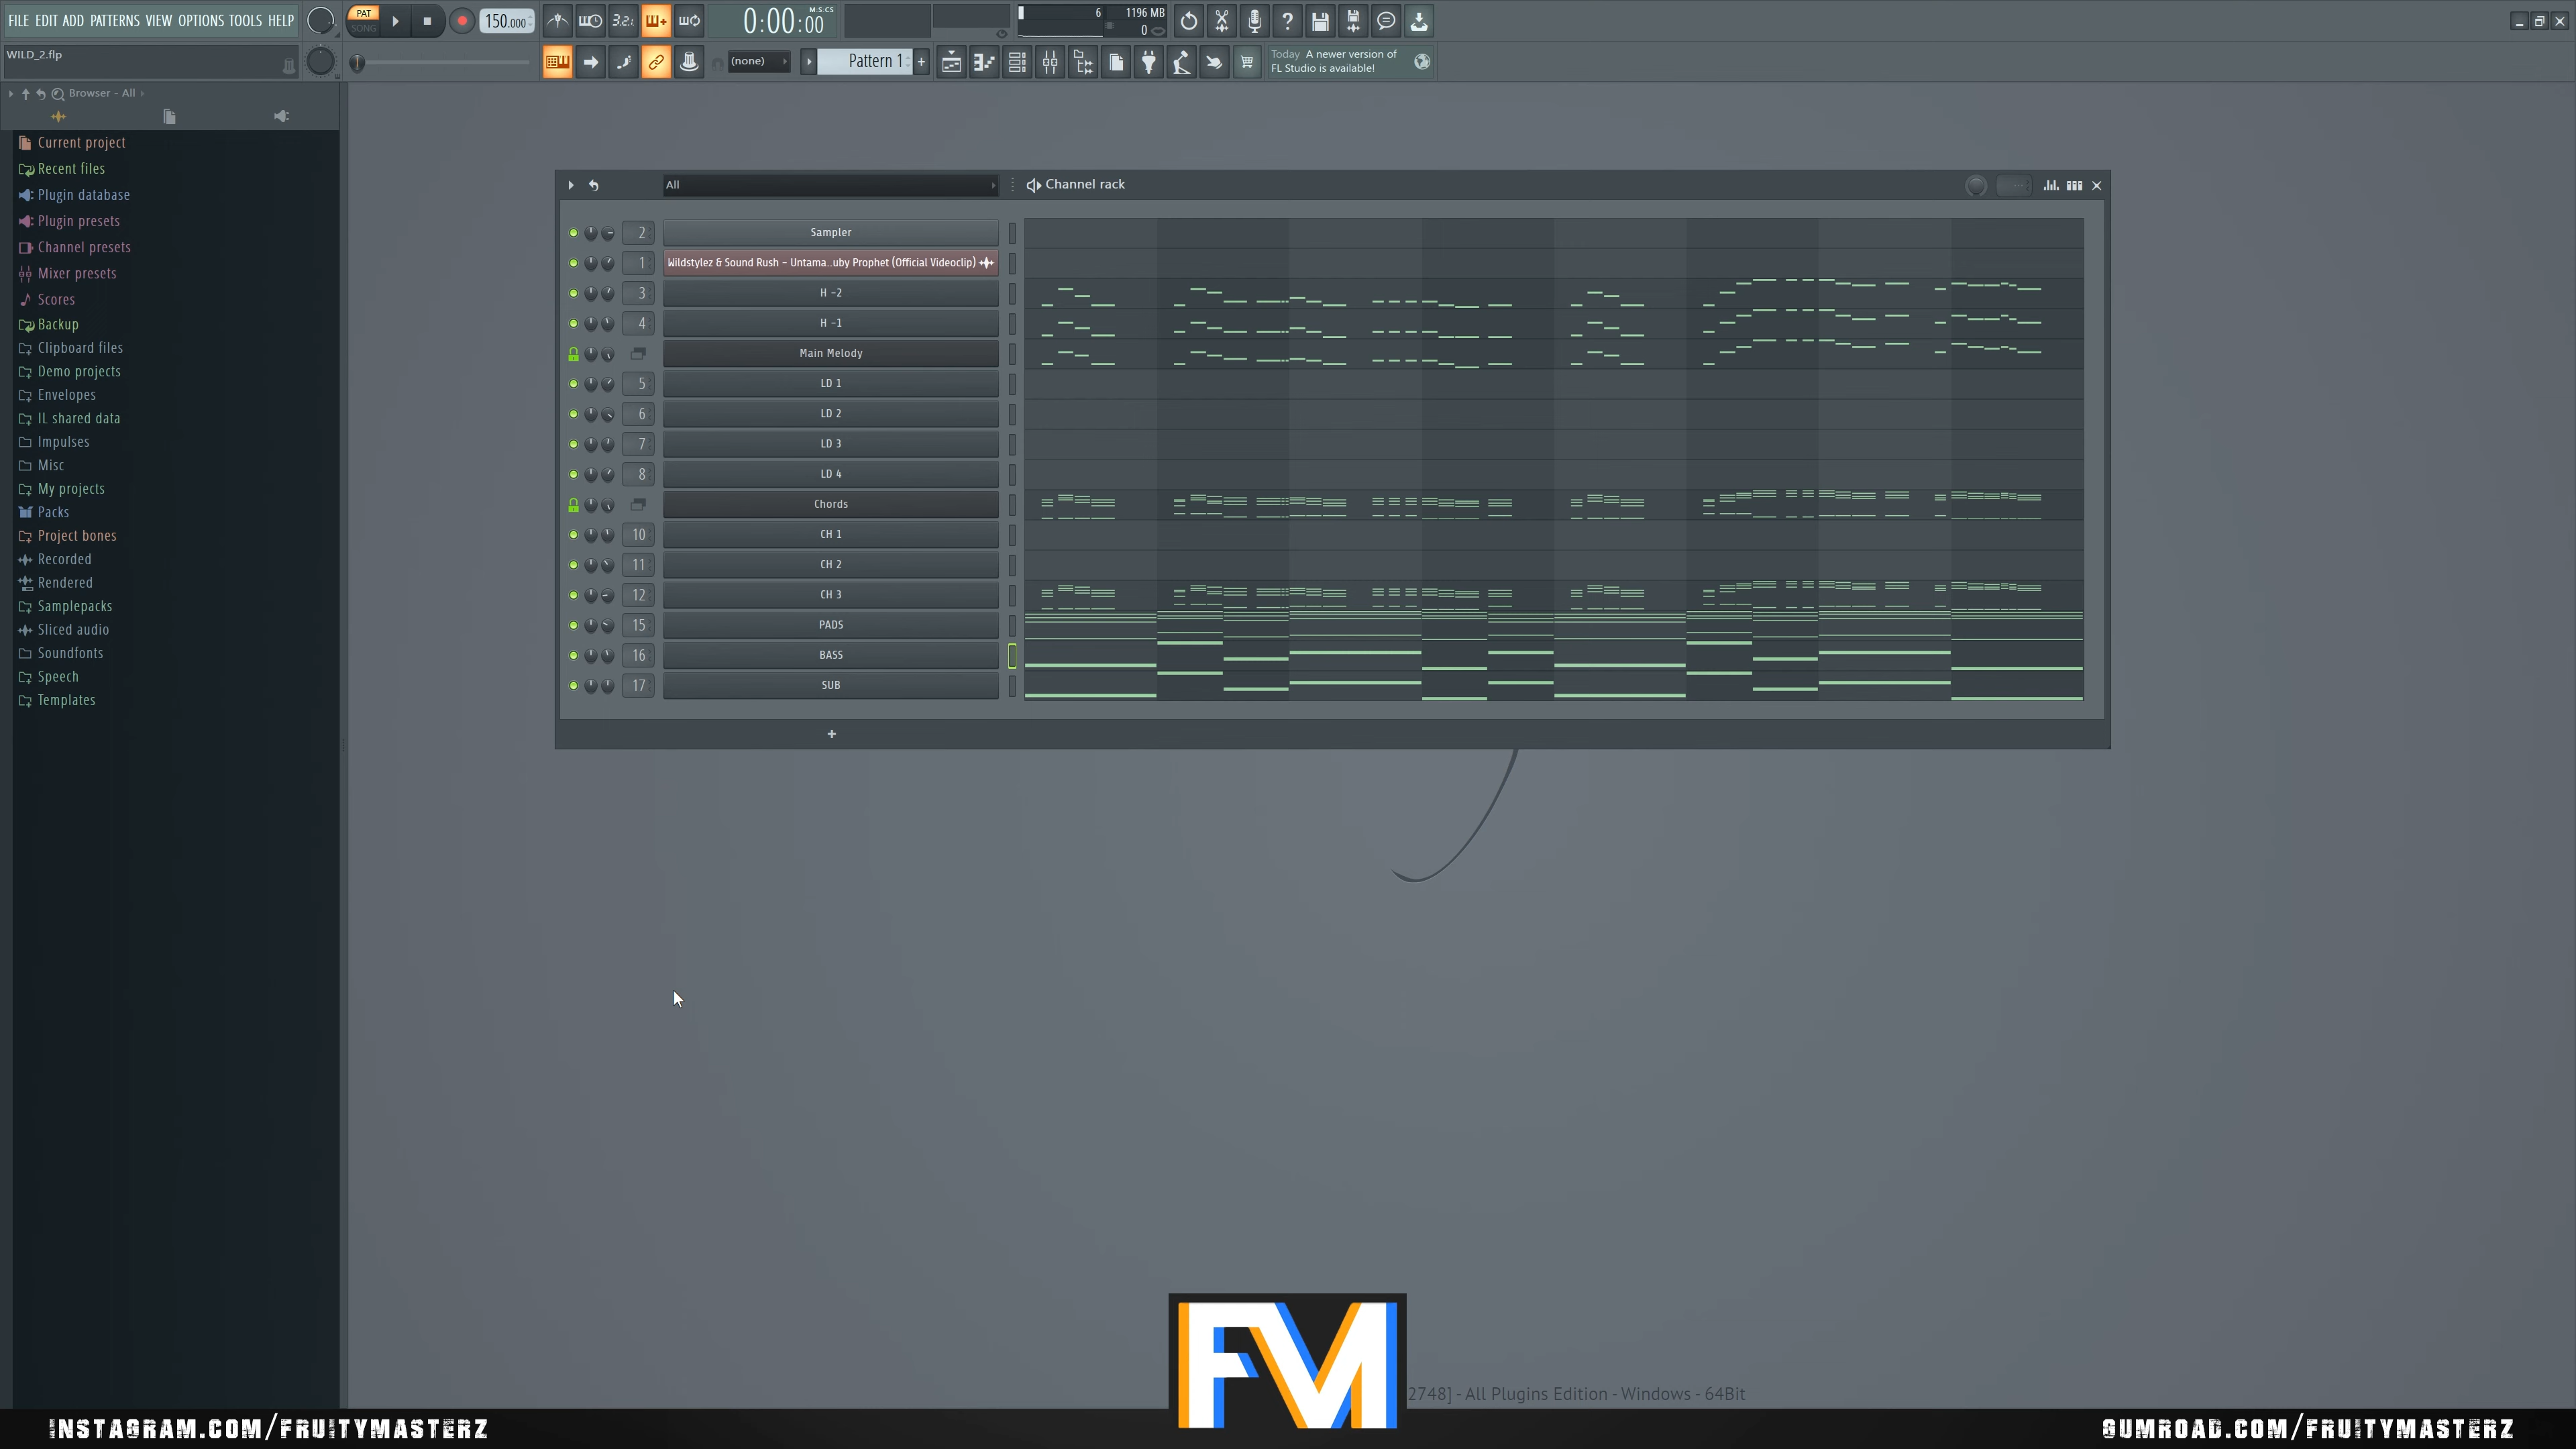 FILE EDIT ADD PATTERNS VIEW OPTIONS TOOLS HELP
PAT
SONG
150.000
3.2.
0:00:00
M:S:CS
6
1196 MB
0
WILD_2.flp
(none)
Pattern 1
+
Today A newer version of
FL Studio is available!
Browser - All
Current project
Recent files
Plugin database
Plugin presets
Channel presets
Mixer presets
Scores
Backup
Clipboard files
Demo projects
Envelopes
IL shared data
Impulses
Misc
My projects
Packs
Project bones
Recorded
Rendered
Samplepacks
Sliced audio
Soundfonts
Speech
Templates
All
Channel rack
2 Sampler
1 Wildstylez & Sound Rush - Untama...uby Prophet (Official Videoclip)
3 H -2
4 H -1
Main Melody
5 LD 1
6 LD 2
7 LD 3
8 LD 4
Chords
10 CH 1
11 CH 2
12 CH 3
15 PADS
16 BASS
17 SUB
+
FM
2748] - All Plugins Edition - Windows - 64Bit
INSTAGRAM.COM/FRUITYMASTERZ
GUMROAD.COM/FRUITYMASTERZ